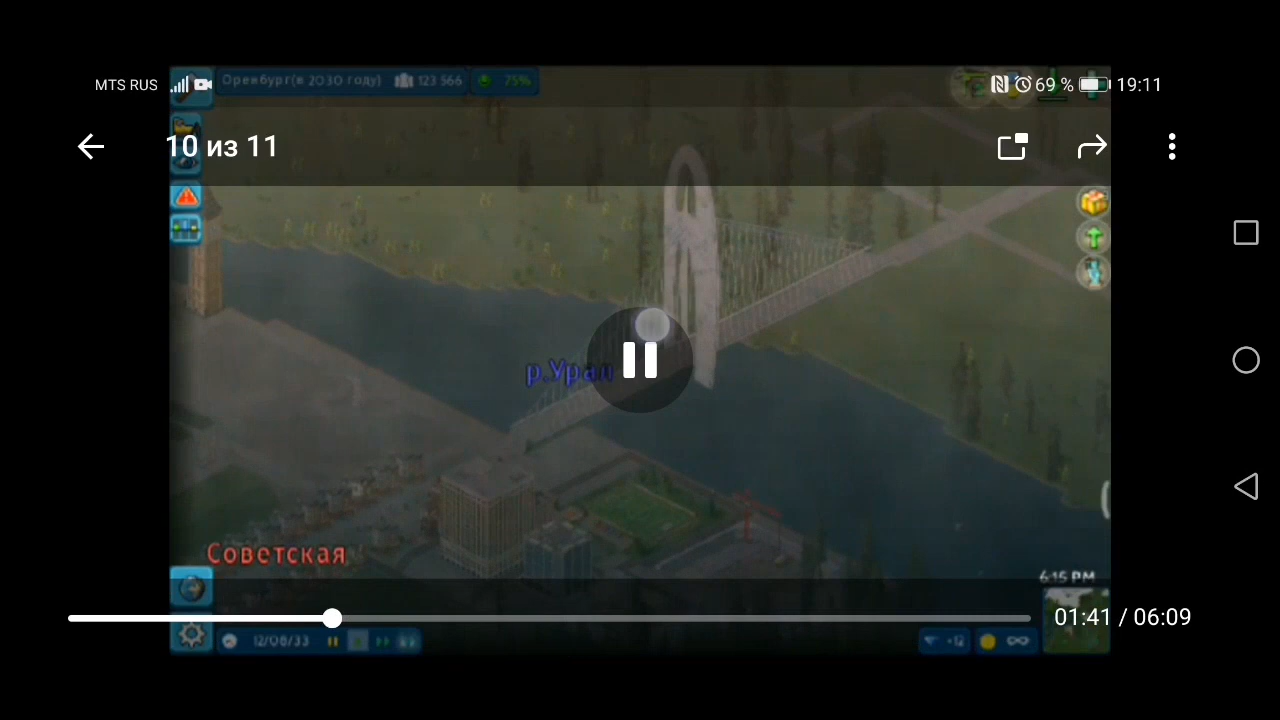 MTS RUS
69 %
19:11
Оренбург(в 2030 году)
123 566
75%
10 из 11
р.Урал
Советская
6:15 PM
01:41 / 06:09
12/08/33